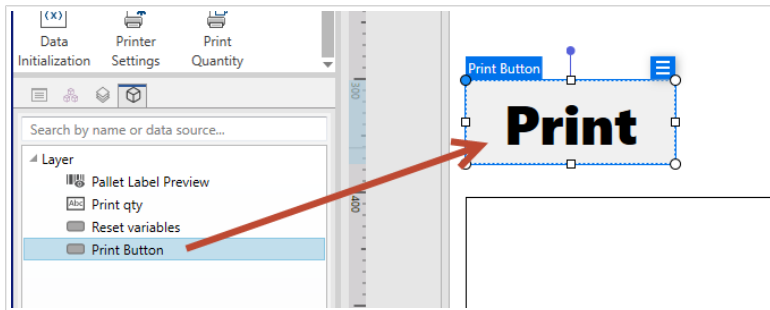 (x)
Data
Initialization
Printer
Settings
Print
Quantity
Search by name or data source...
Layer
Pallet Label Preview
Abc Print qty
Reset variables
Print Button
300
400
Print Button
Print